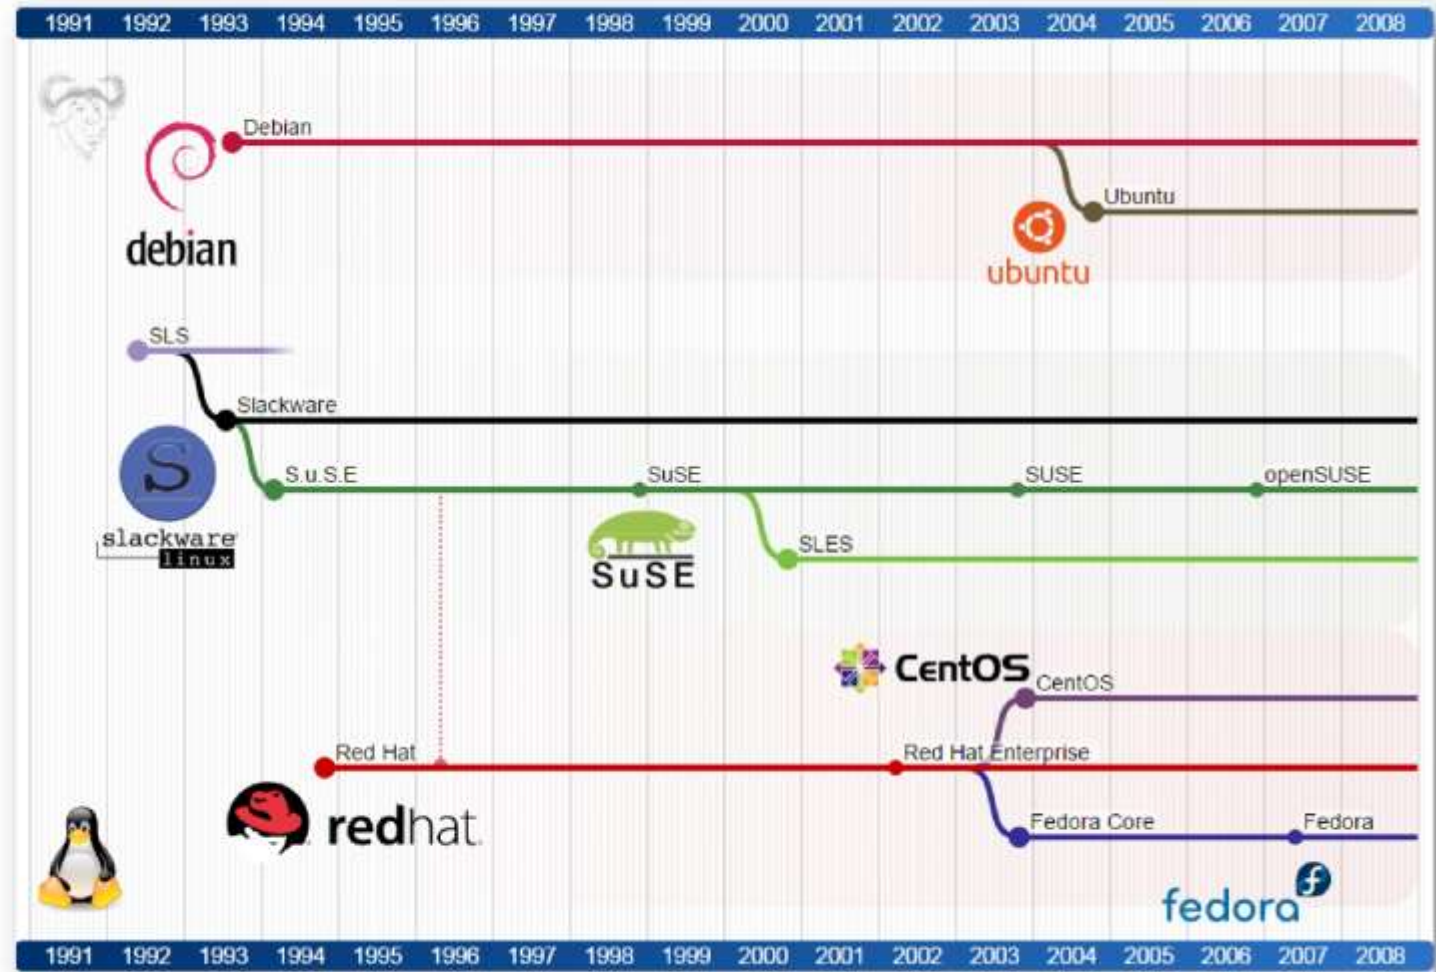 1991 1992 1993 1994 1995 1996 1997 1998 1999 2000 2001 2002 2003 2004 2005 2006 2007 2008
Debian
debian
Ubuntu
ubuntu
SLS
Slackware
S
slackware
linux
S.u.S.E
SuSE
SUSE
openSUSE
SuSE
SLES
CentOS
CentOS
Red Hat
Red Hat Enterprise
redhat.
Fedora Core
Fedora
fedora
1991 1992 1993 1994 1995 1996 1997 1998 1999 2000 2001 2002 2003 2004 2005 2006 2007 2008